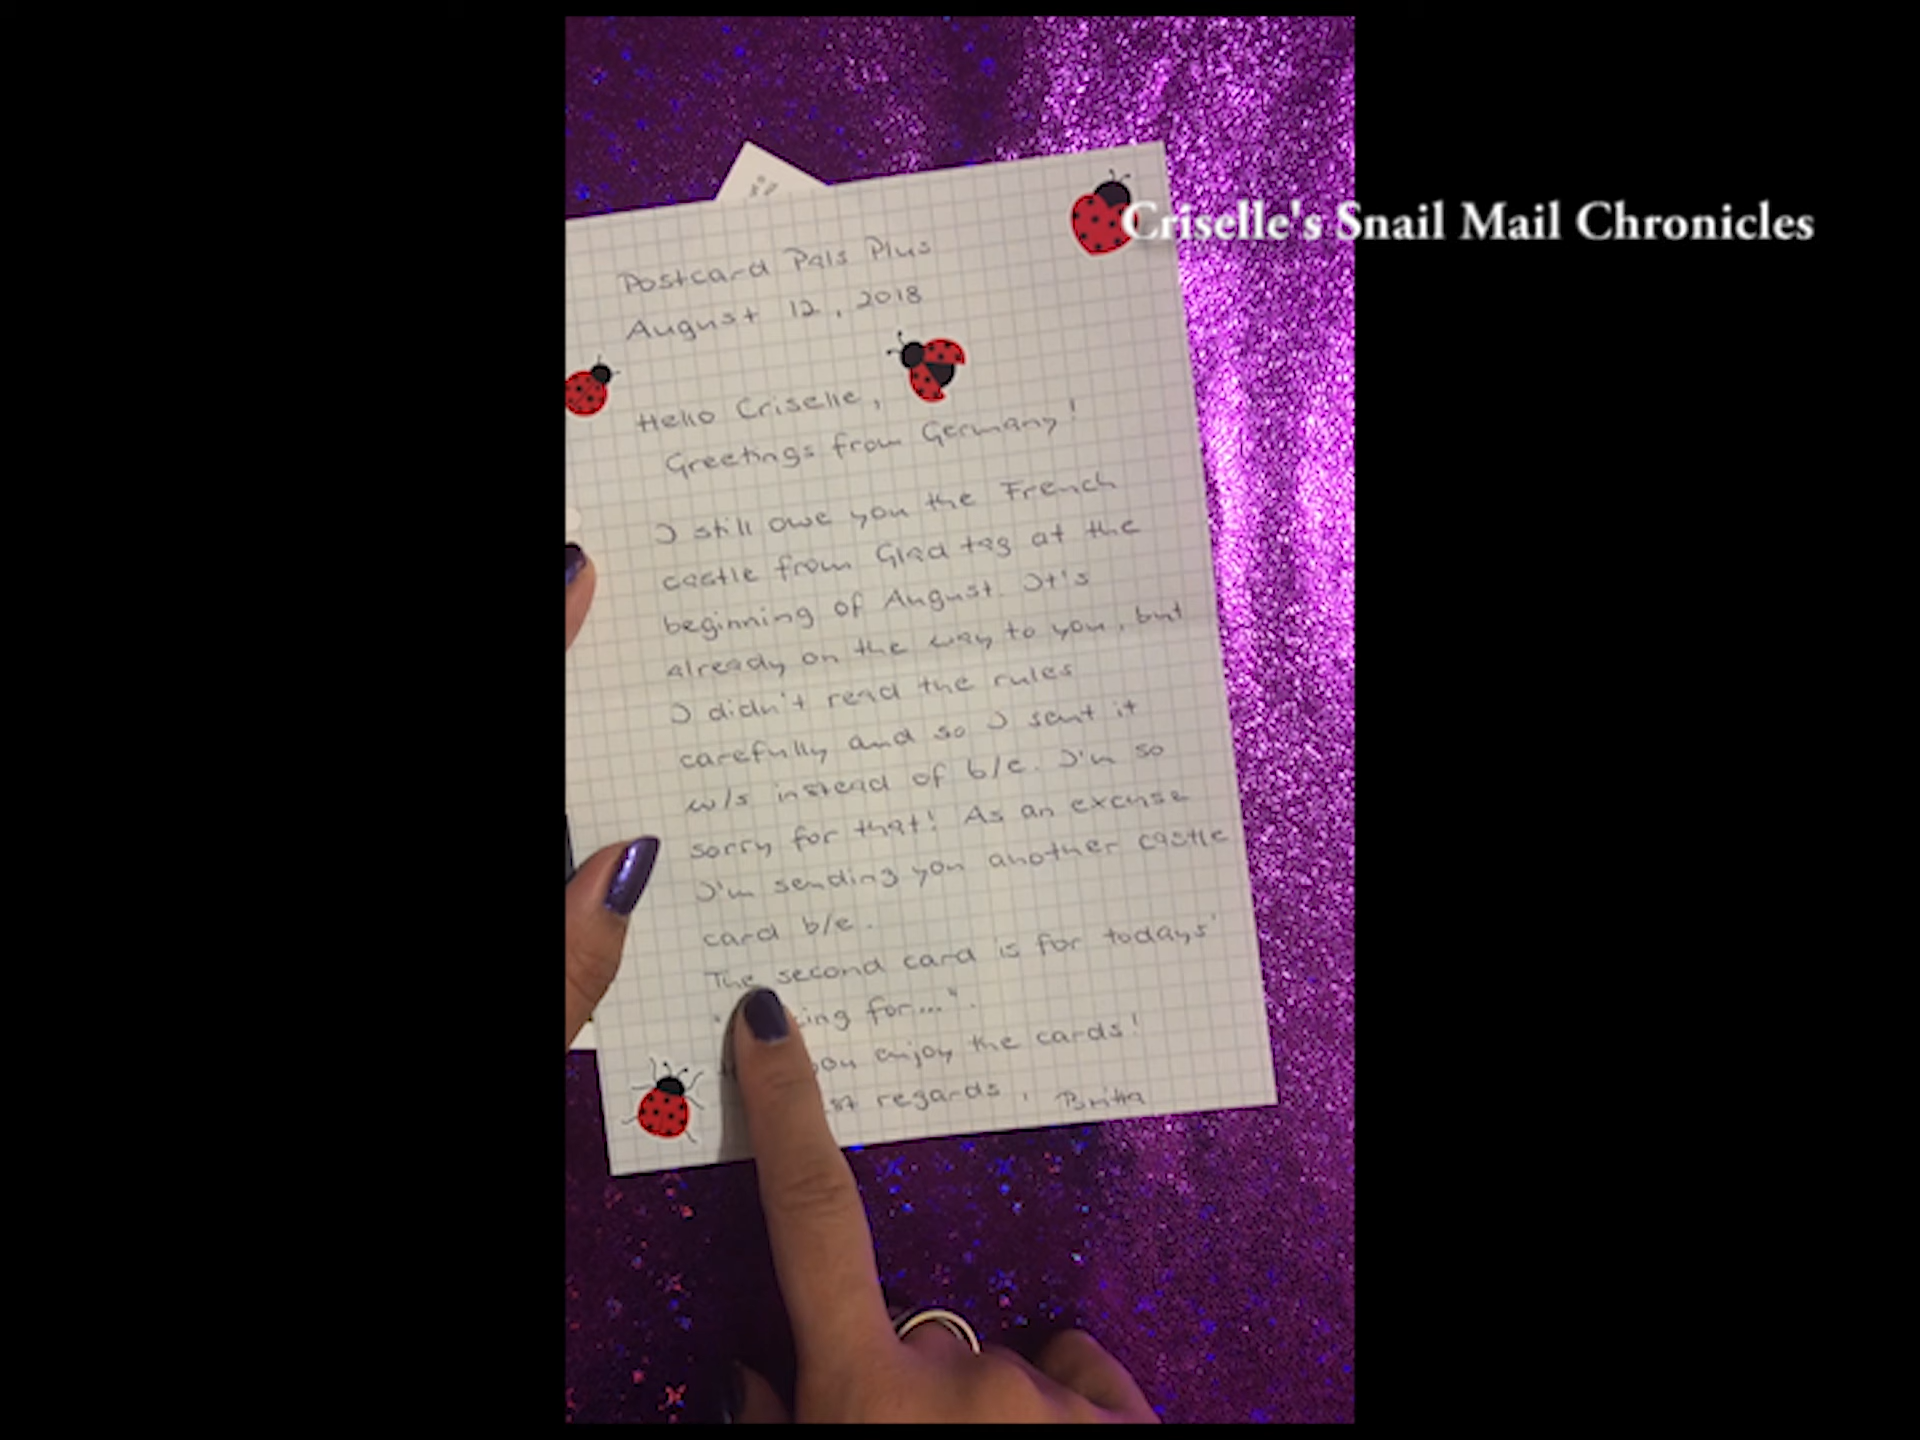 Criselle's Snail Mail Chronicles
Postcard Pals Plus
August 12, 2018
Hello Criselle,
Greetings from Germany!
I still owe you the French
castle from Glad tag at the
beginning of August. It's
already on the way to you, but
I didn't read the rules
carefully and so I sent it
w/s instead of b/e. I'm so
sorry for that! As an excuse
I'm sending you another castle
card b/e.
The second card is for todays'
for...".
you enjoy the cards!
regards, Britta